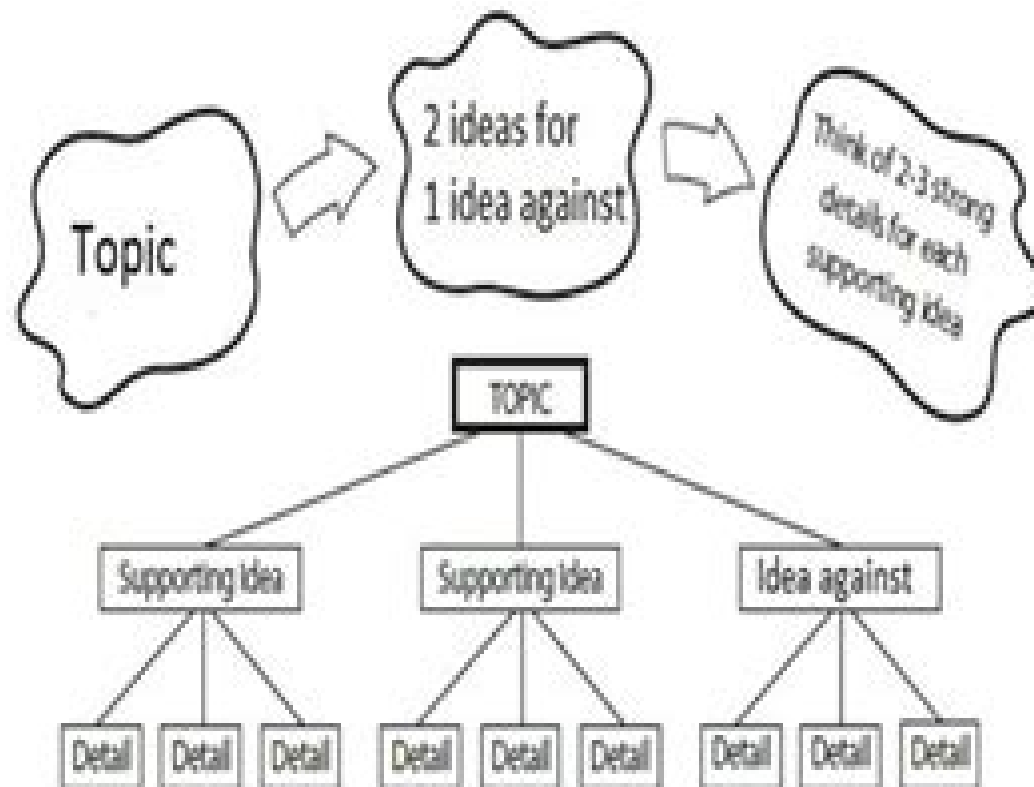 Topic
2 ideas for
1 idea against
Think of 2-3 strong
details for each
supporting idea
TOPIC
Supporting Idea
Supporting Idea
Idea against
Detail
Detail
Detail
Detail
Detail
Detail
Detail
Detail
Detail